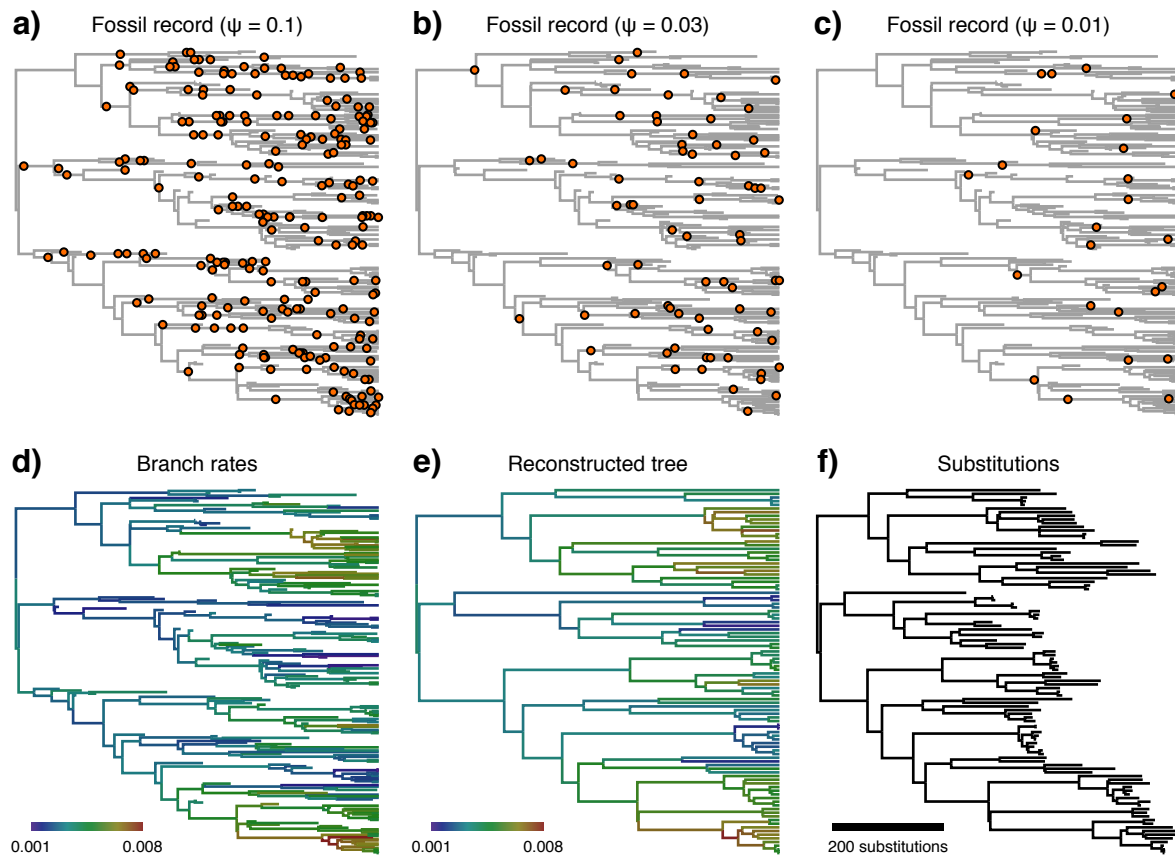 a) Fossil record (ψ = 0.1)
b) Fossil record (ψ = 0.03)
c) Fossil record (ψ = 0.01)
d) Branch rates
e) Reconstructed tree
f) Substitutions
0.001 0.008
0.001 0.008
200 substitutions